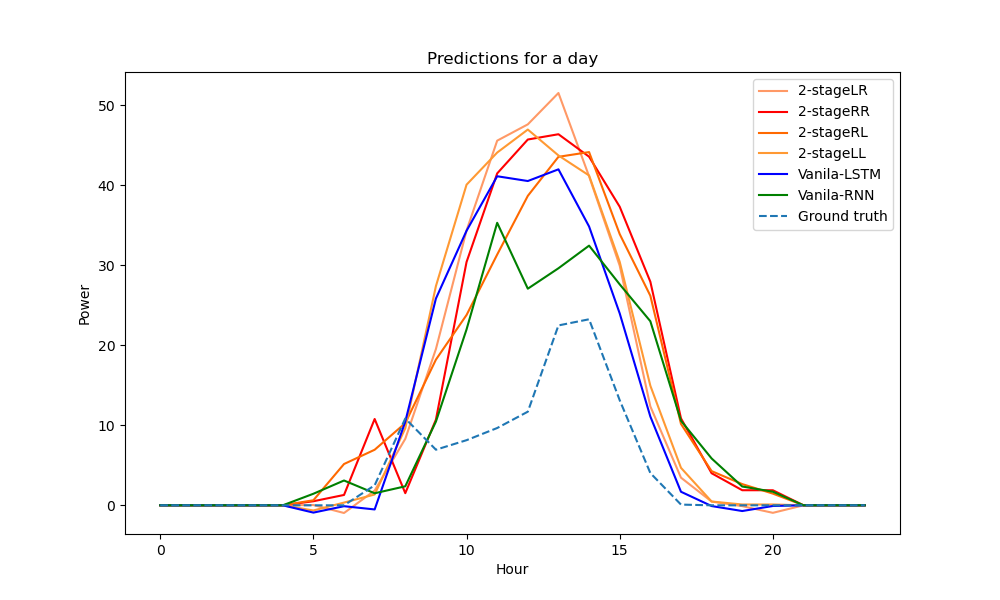 Predictions for a day
50
40
30
20
10
0
Power
0 5 10 15 20
Hour
2-stageLR
2-stageRR
2-stageRL
2-stageLL
Vanila-LSTM
Vanila-RNN
Ground truth